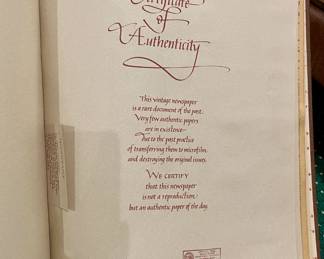 Certificate
of
Authenticity
This vintage newspaper
is a rare document of the past.
Very few authentic papers
are in existence
due to the past practice
of transferring them to microfilm
and destroying the original issues.
WE CERTIFY
that this newspaper
is not a reproduction,
but an authentic paper of the day.